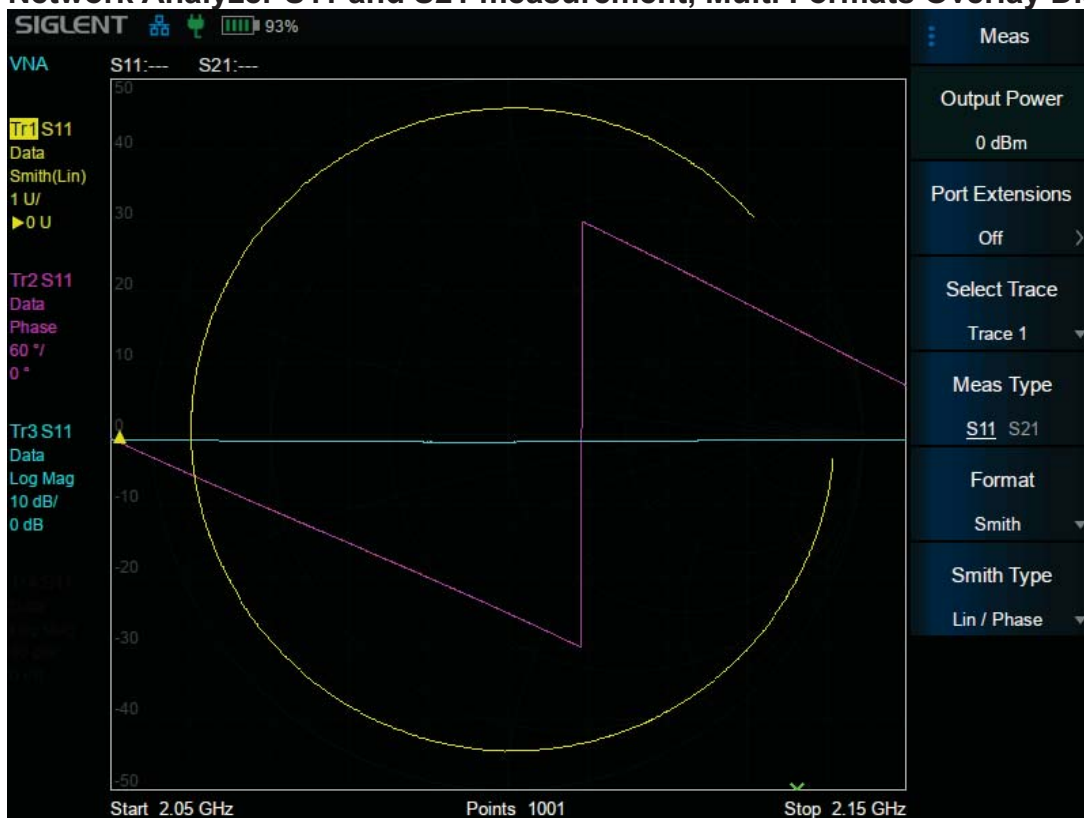 Network Analyzer S11 and S21 measurement, Multi Formats Overlay
SIGLENT 93%
VNA
S11:--- S21:---
Tr1 S11
Data
Smith(Lin)
1 U/
▶0 U
Tr2 S11
Data
Phase
60 °/
0 °
Tr3 S11
Data
Log Mag
10 dB/
0 dB
50
40
30
20
10
0
-10
-20
-30
-40
-50
Start 2.05 GHz Points 1001 Stop 2.15 GHz
Meas
Output Power
0 dBm
Port Extensions
Off
Select Trace
Trace 1
Meas Type
S11 S21
Format
Smith
Smith Type
Lin / Phase